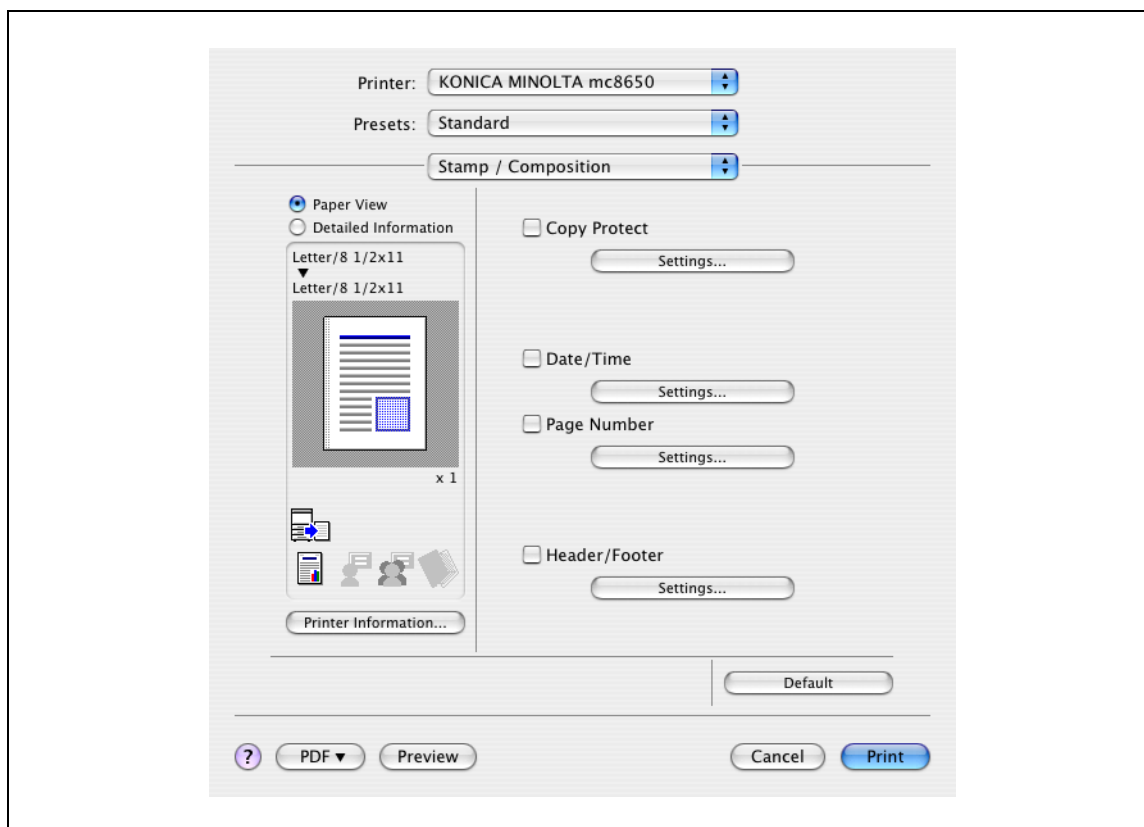 Printer: KONICA MINOLTA mc8650
Presets: Standard
Stamp / Composition
Paper View
Detailed Information
Letter/8 1/2x11
Letter/8 1/2x11
x 1
Printer Information...
Copy Protect
Settings...
Date/Time
Settings...
Page Number
Settings...
Header/Footer
Settings...
Default
? PDF▼ Preview Cancel Print